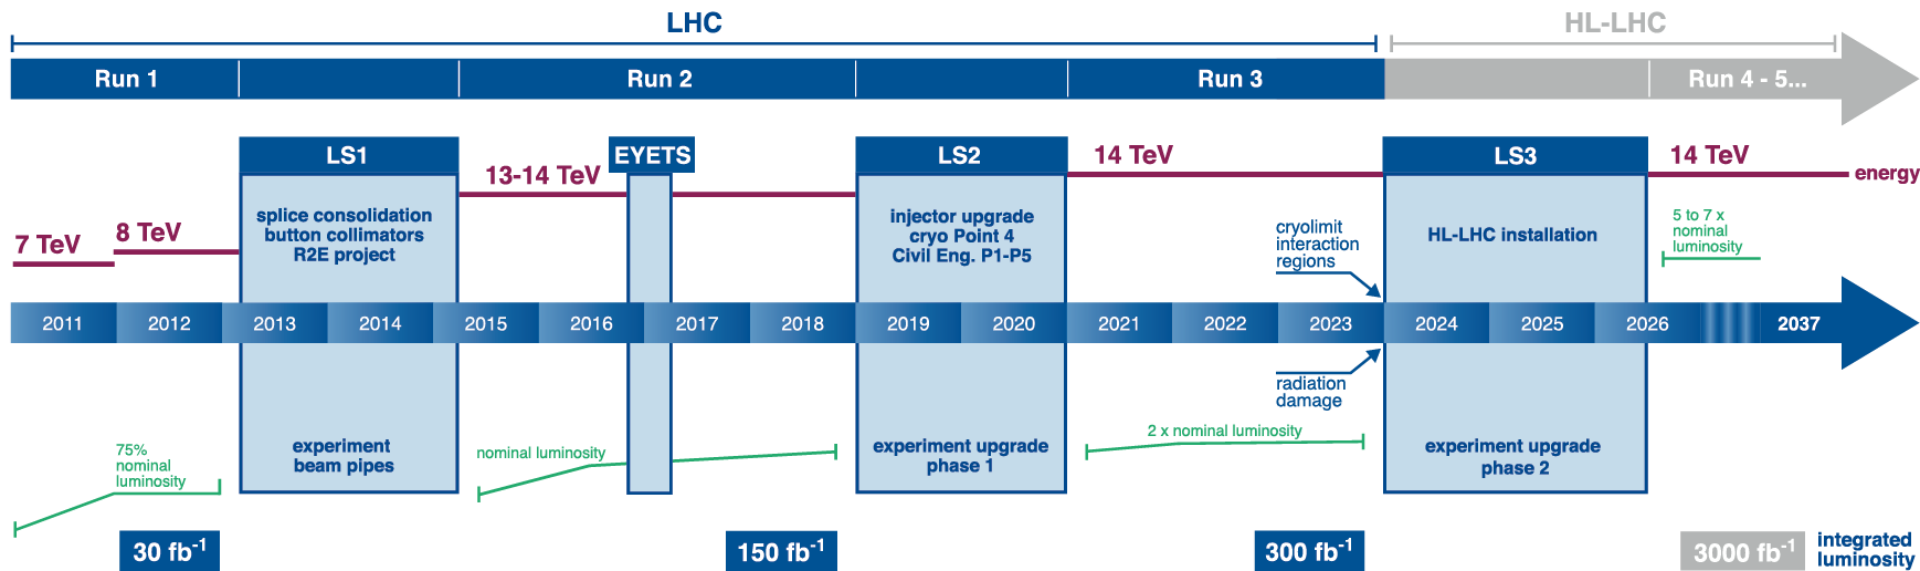 LHC
HL-LHC
Run 1
Run 2
Run 3
Run 4 - 5...
LS1
EYETS
LS2
LS3
14 TeV
14 TeV
energy
13-14 TeV
7 TeV
8 TeV
splice consolidation
button collimators
R2E project
injector upgrade
cryo Point 4
Civil Eng. P1-P5
cryolimit
interaction
regions
HL-LHC installation
5 to 7 x
nominal
luminosity
2011
2012
2013
2014
2015
2016
2017
2018
2019
2020
2021
2022
2023
2024
2025
2026
2037
radiation
damage
75%
nominal
luminosity
experiment
beam pipes
nominal luminosity
experiment upgrade
phase 1
2 x nominal luminosity
experiment upgrade
phase 2
30 fb⁻¹
150 fb⁻¹
300 fb⁻¹
3000 fb⁻¹
integrated
luminosity